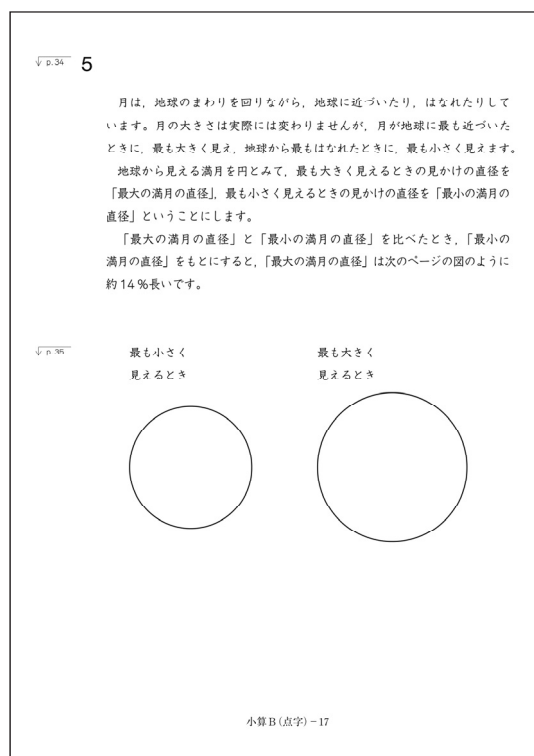 p.34
5
月は，地球のまわりを回りながら，地球に近づいたり，はなれたりして
います。月の大きさは実際には変わりませんが，月が地球に最も近づいた
ときに，最も大きく見え，地球から最もはなれたときに，最も小さく見えます。
地球から見える満月を円とみて，最も大きく見えるときの見かけの直径を
「最大の満月の直径」，最も小さく見えるときの見かけの直径を「最小の満月の
直径」ということにします。
「最大の満月の直径」と「最小の満月の直径」を比べたとき，「最小の
満月の直径」をもとにすると，「最大の満月の直径」は次のページの図のように
約14％長いです。
p.35
最も小さく
見えるとき
最も大きく
見えるとき
小算Ｂ（点字）－17